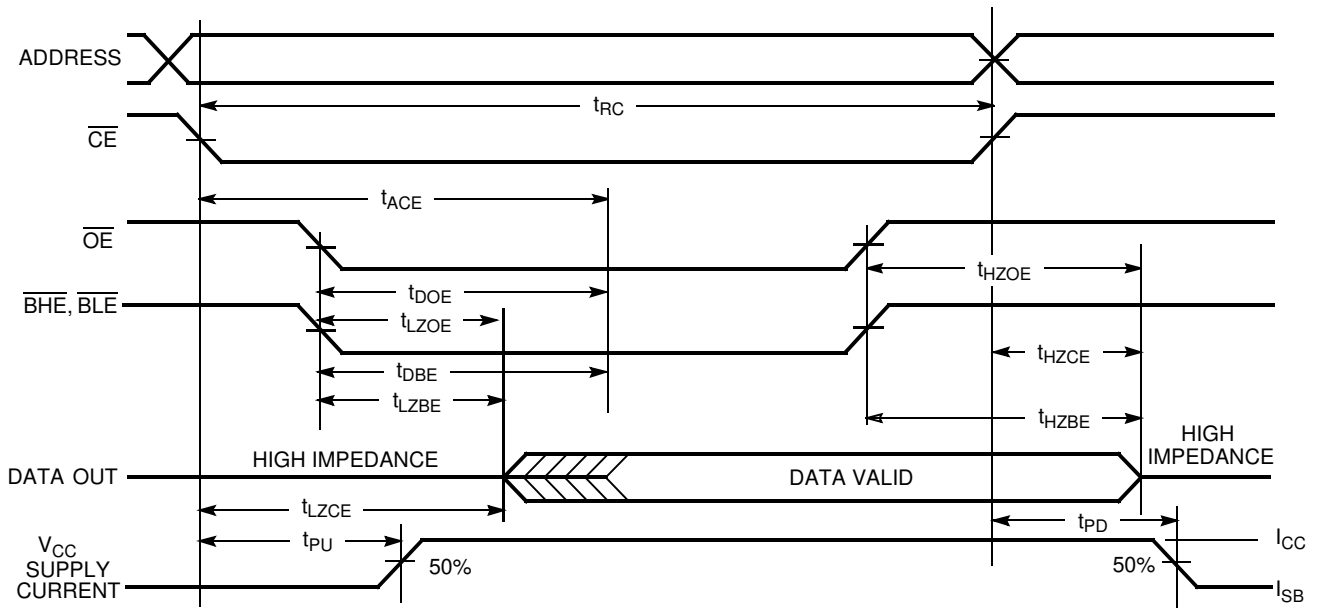 ADDRESS
tRC
CE
tACE
OE
tHZOE
tDOE
BHE, BLE
tLZOE
tHZCE
tDBE
tLZBE
tHZBE
HIGH IMPEDANCE
HIGH
IMPEDANCE
DATA OUT
DATA VALID
tLZCE
tPD
tPU
VCC
SUPPLY
CURRENT
50%
50%
ICC
ISB